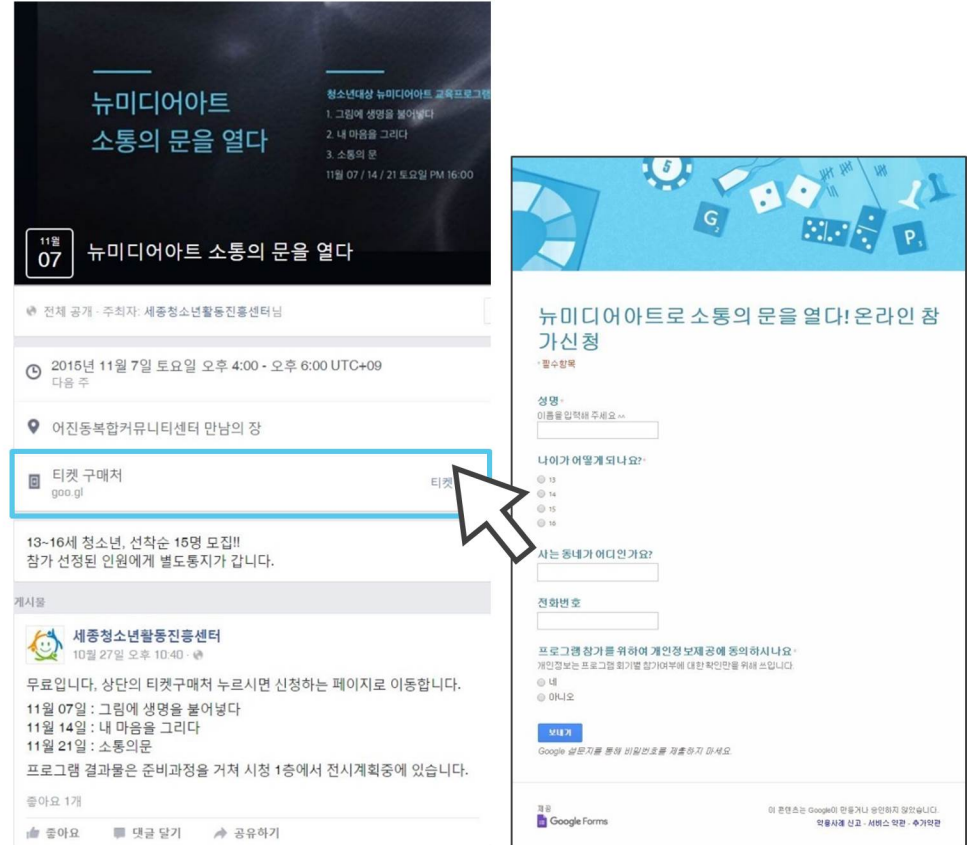 뉴미디어아트
소통의 문을 열다
청소년대상 뉴미디어아트 교육프로그램
1. 그림에 생명을 불어넣다
2. 내 마음을 그리다
3. 소통의 문
11월 07 / 14 / 21 토요일 PM 16:00
11월
07
뉴미디어아트 소통의 문을 열다
전체 공개 · 주최자: 세종청소년활동진흥센터님
2015년 11월 7일 토요일 오후 4:00 - 오후 6:00 UTC+09
다음 주
어진동복합커뮤니티센터 만남의 장
티켓 구매처
goo.gl
티켓
13~16세 청소년, 선착순 15명 모집!!
참가 선정된 인원에게 별도통지가 갑니다.
게시물
세종청소년활동진흥센터
10월 27일 오후 10:40 ·
무료입니다, 상단의 티켓구매처 누르시면 신청하는 페이지로 이동합니다.
11월 07일 : 그림에 생명을 불어넣다
11월 14일 : 내 마음을 그리다
11월 21일 : 소통의문
프로그램 결과물은 준비과정을 거쳐 시청 1층에서 전시계획중에 있습니다.
좋아요 1개
좋아요 댓글 달기 공유하기
5
G
P
뉴미디어아트로 소통의 문을 열다! 온라인 참
가신청
*필수항목
성명*
이름을 입력해 주세요 ^^
나이가 어떻게 되나요?*
13
14
15
16
사는 동네가 어디인가요?
전화번호
프로그램 참가를 위하여 개인정보제공에 동의하시나요*
개인정보는 프로그램 회기별 참가여부에 대한 확인만을 위해 쓰입니다
네
아니오
보내기
Google 설문지를 통해 비밀번호를 제출하지 마세요.
제공
Google Forms
이 콘텐츠는 Google이 만들거나 승인하지 않았습니다.
악용사례 신고 - 서비스 약관 - 추가약관